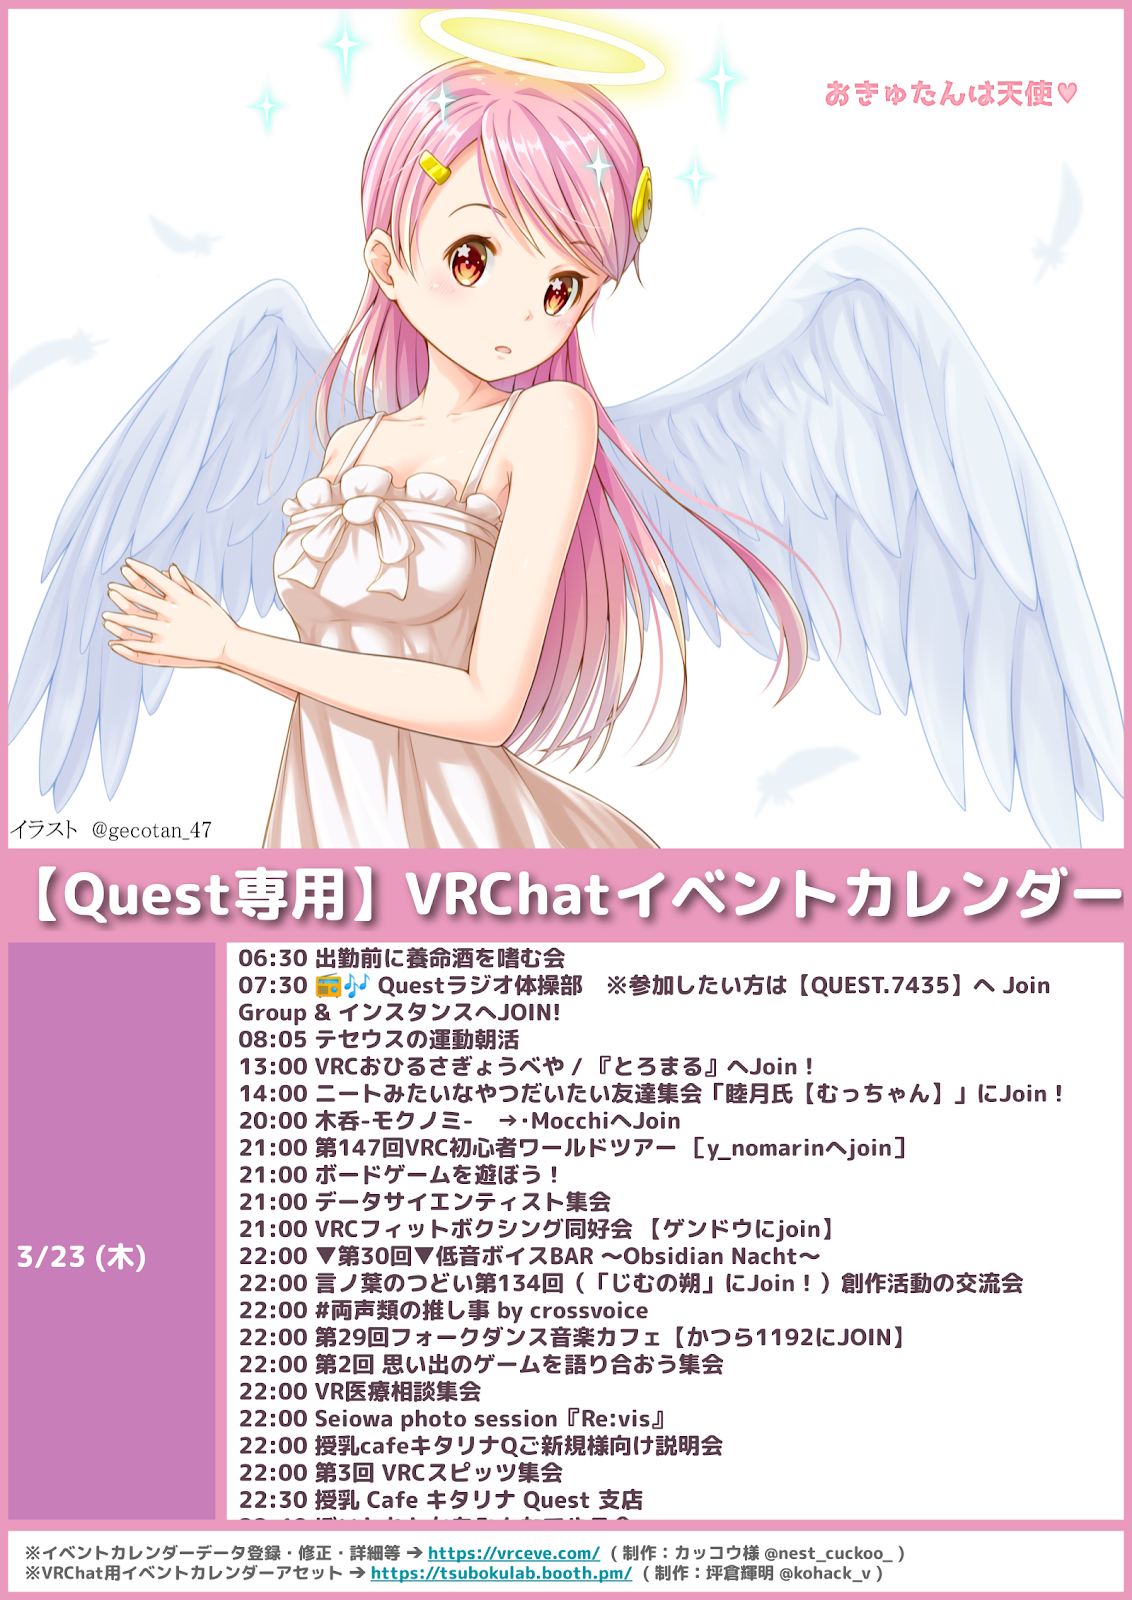 おきゅたんは天使♥
イラスト @gecotan_47
【Quest専用】VRChatイベントカレンダー
3/23 (木)
06:30 出勤前に養命酒を嗜む会
07:30 📻🎶 Questラジオ体操部　※参加したい方は【QUEST.7435】へ Join
Group & インスタンスへJOIN!
08:05 テセウスの運動朝活
13:00 VRCおひるさぎょうべや / 『とろまる』へJoin！
14:00 ニートみたいなやつだいたい友達集会「睦月氏【むっちゃん】」にJoin！
20:00 木呑-モクノミ-　→･MocchiへJoin
21:00 第147回VRC初心者ワールドツアー ［y_nomarinへjoin］
21:00 ボードゲームを遊ぼう！
21:00 データサイエンティスト集会
21:00 VRCフィットボクシング同好会 【ゲンドウにjoin】
22:00 ▼第30回▼低音ボイスBAR 〜Obsidian Nacht〜
22:00 言ノ葉のつどい第134回（「じむの朔」にJoin！）創作活動の交流会
22:00 #両声類の推し事 by crossvoice
22:00 第29回フォークダンス音楽カフェ【かつら1192にJOIN】
22:00 第2回 思い出のゲームを語り合おう集会
22:00 VR医療相談集会
22:00 Seiowa photo session『Re:vis』
22:00 授乳cafeキタリナQご新規様向け説明会
22:00 第3回 VRCスピッツ集会
22:30 授乳 Cafe キタリナ Quest 支店
※イベントカレンダーデータ登録・修正・詳細等 ➔ https://vrceve.com/ （ 制作：カッコウ様 @nest_cuckoo_ ）
※VRChat用イベントカレンダーアセット ➔ https://tsubokulab.booth.pm/ （ 制作：坪倉輝明 @kohack_v ）